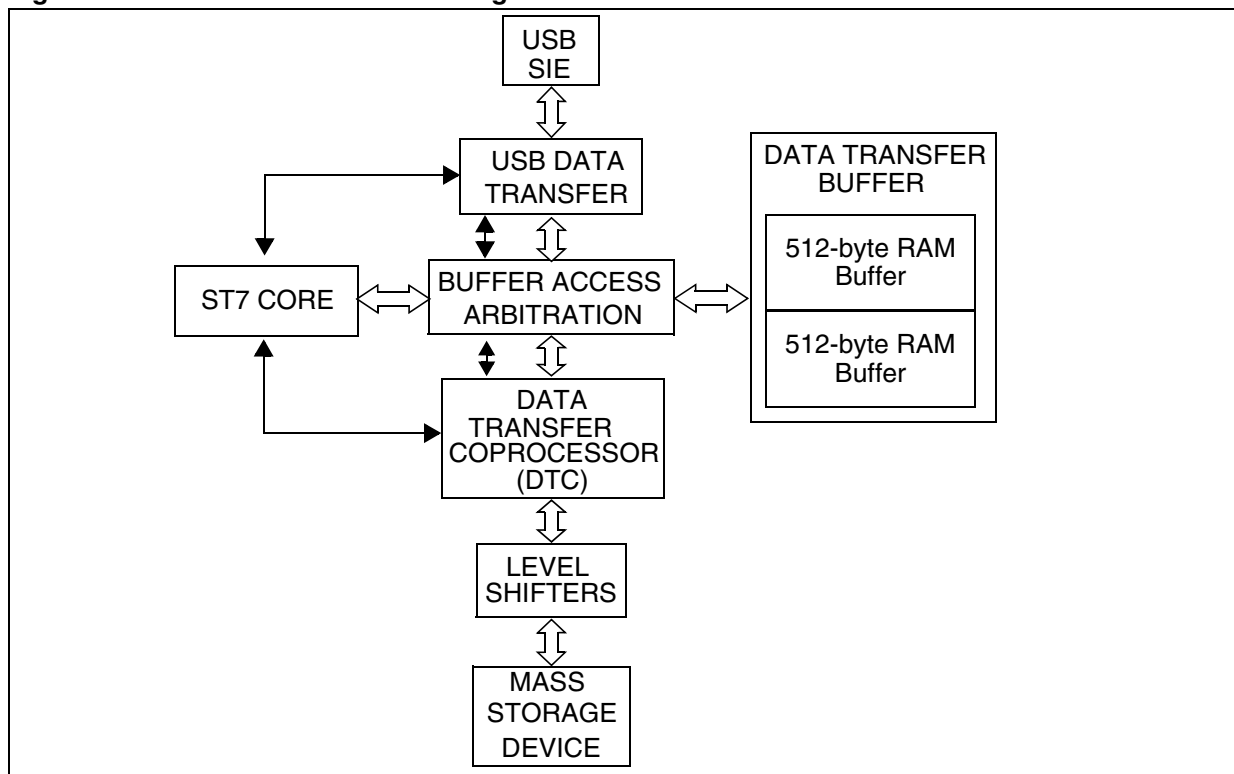 USB
SIE
USB DATA
TRANSFER
DATA TRANSFER
BUFFER
512-byte RAM
Buffer
512-byte RAM
Buffer
ST7 CORE
BUFFER ACCESS
ARBITRATION
DATA
TRANSFER
COPROCESSOR
(DTC)
LEVEL
SHIFTERS
MASS
STORAGE
DEVICE